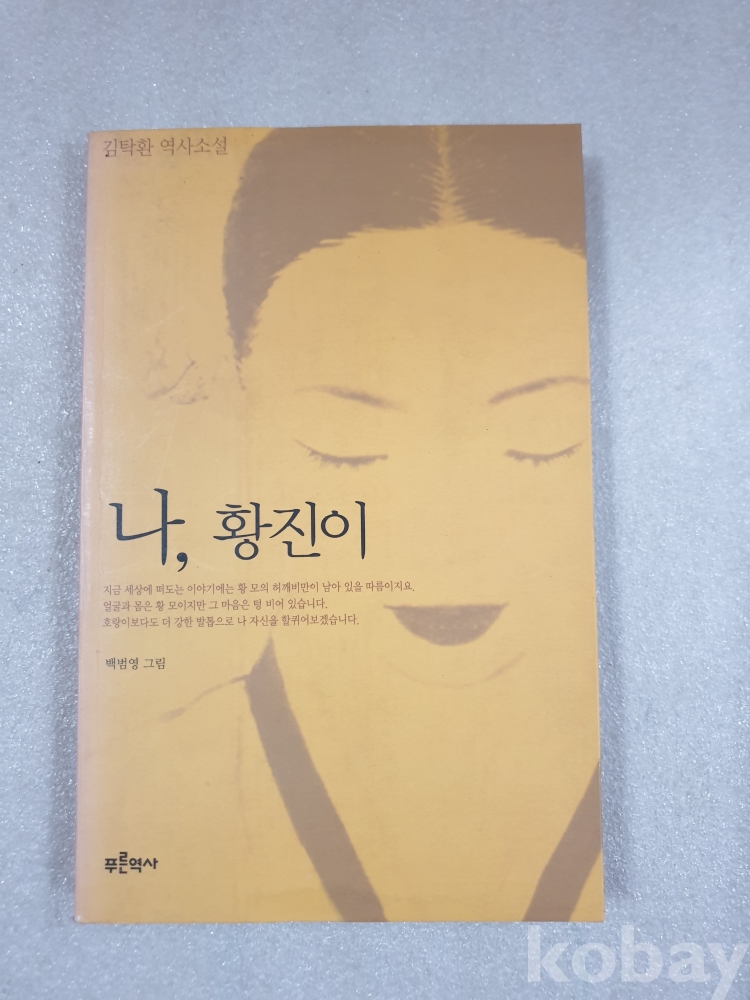 김탁환 역사소설
나, 황진이
지금 세상에 떠도는 이야기에는 황 모의 허깨비만이 남아 있을 따름이지요.
얼굴과 몸은 황 모이지만 그 마음은 텅 비어 있습니다.
호랑이보다도 더 강한 발톱으로 나 자신을 할퀴어보겠습니다.
백범영 그림
푸른역사
kobay